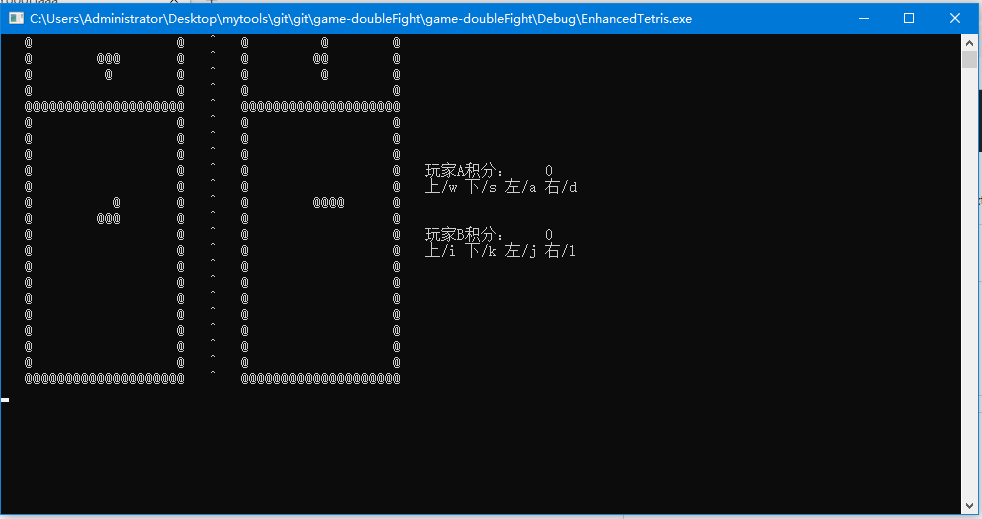 C:\Users\Administrator\Desktop\mytools\git\git\game-doubleFight\game-doubleFight\Debug\EnhancedTetris.exe
@                  @   ^   @         @        @
@        @@@       @   ^   @        @@        @
@         @        @   ^   @         @        @
@                  @   ^   @                  @
@@@@@@@@@@@@@@@@@@@@   ^   @@@@@@@@@@@@@@@@@@@@
@                  @   ^   @                  @
@                  @   ^   @                  @
@                  @   ^   @                  @
@                  @   ^   @                  @   玩家A积分：    0
@                  @   ^   @                  @   上/w 下/s 左/a 右/d
@          @       @   ^   @        @@@@      @
@        @@@       @   ^   @                  @
@                  @   ^   @                  @   玩家B积分：    0
@                  @   ^   @                  @   上/i 下/k 左/j 右/l
@                  @   ^   @                  @
@                  @   ^   @                  @
@                  @   ^   @                  @
@                  @   ^   @                  @
@                  @   ^   @                  @
@                  @   ^   @                  @
@                  @   ^   @                  @
@@@@@@@@@@@@@@@@@@@@   ^   @@@@@@@@@@@@@@@@@@@@